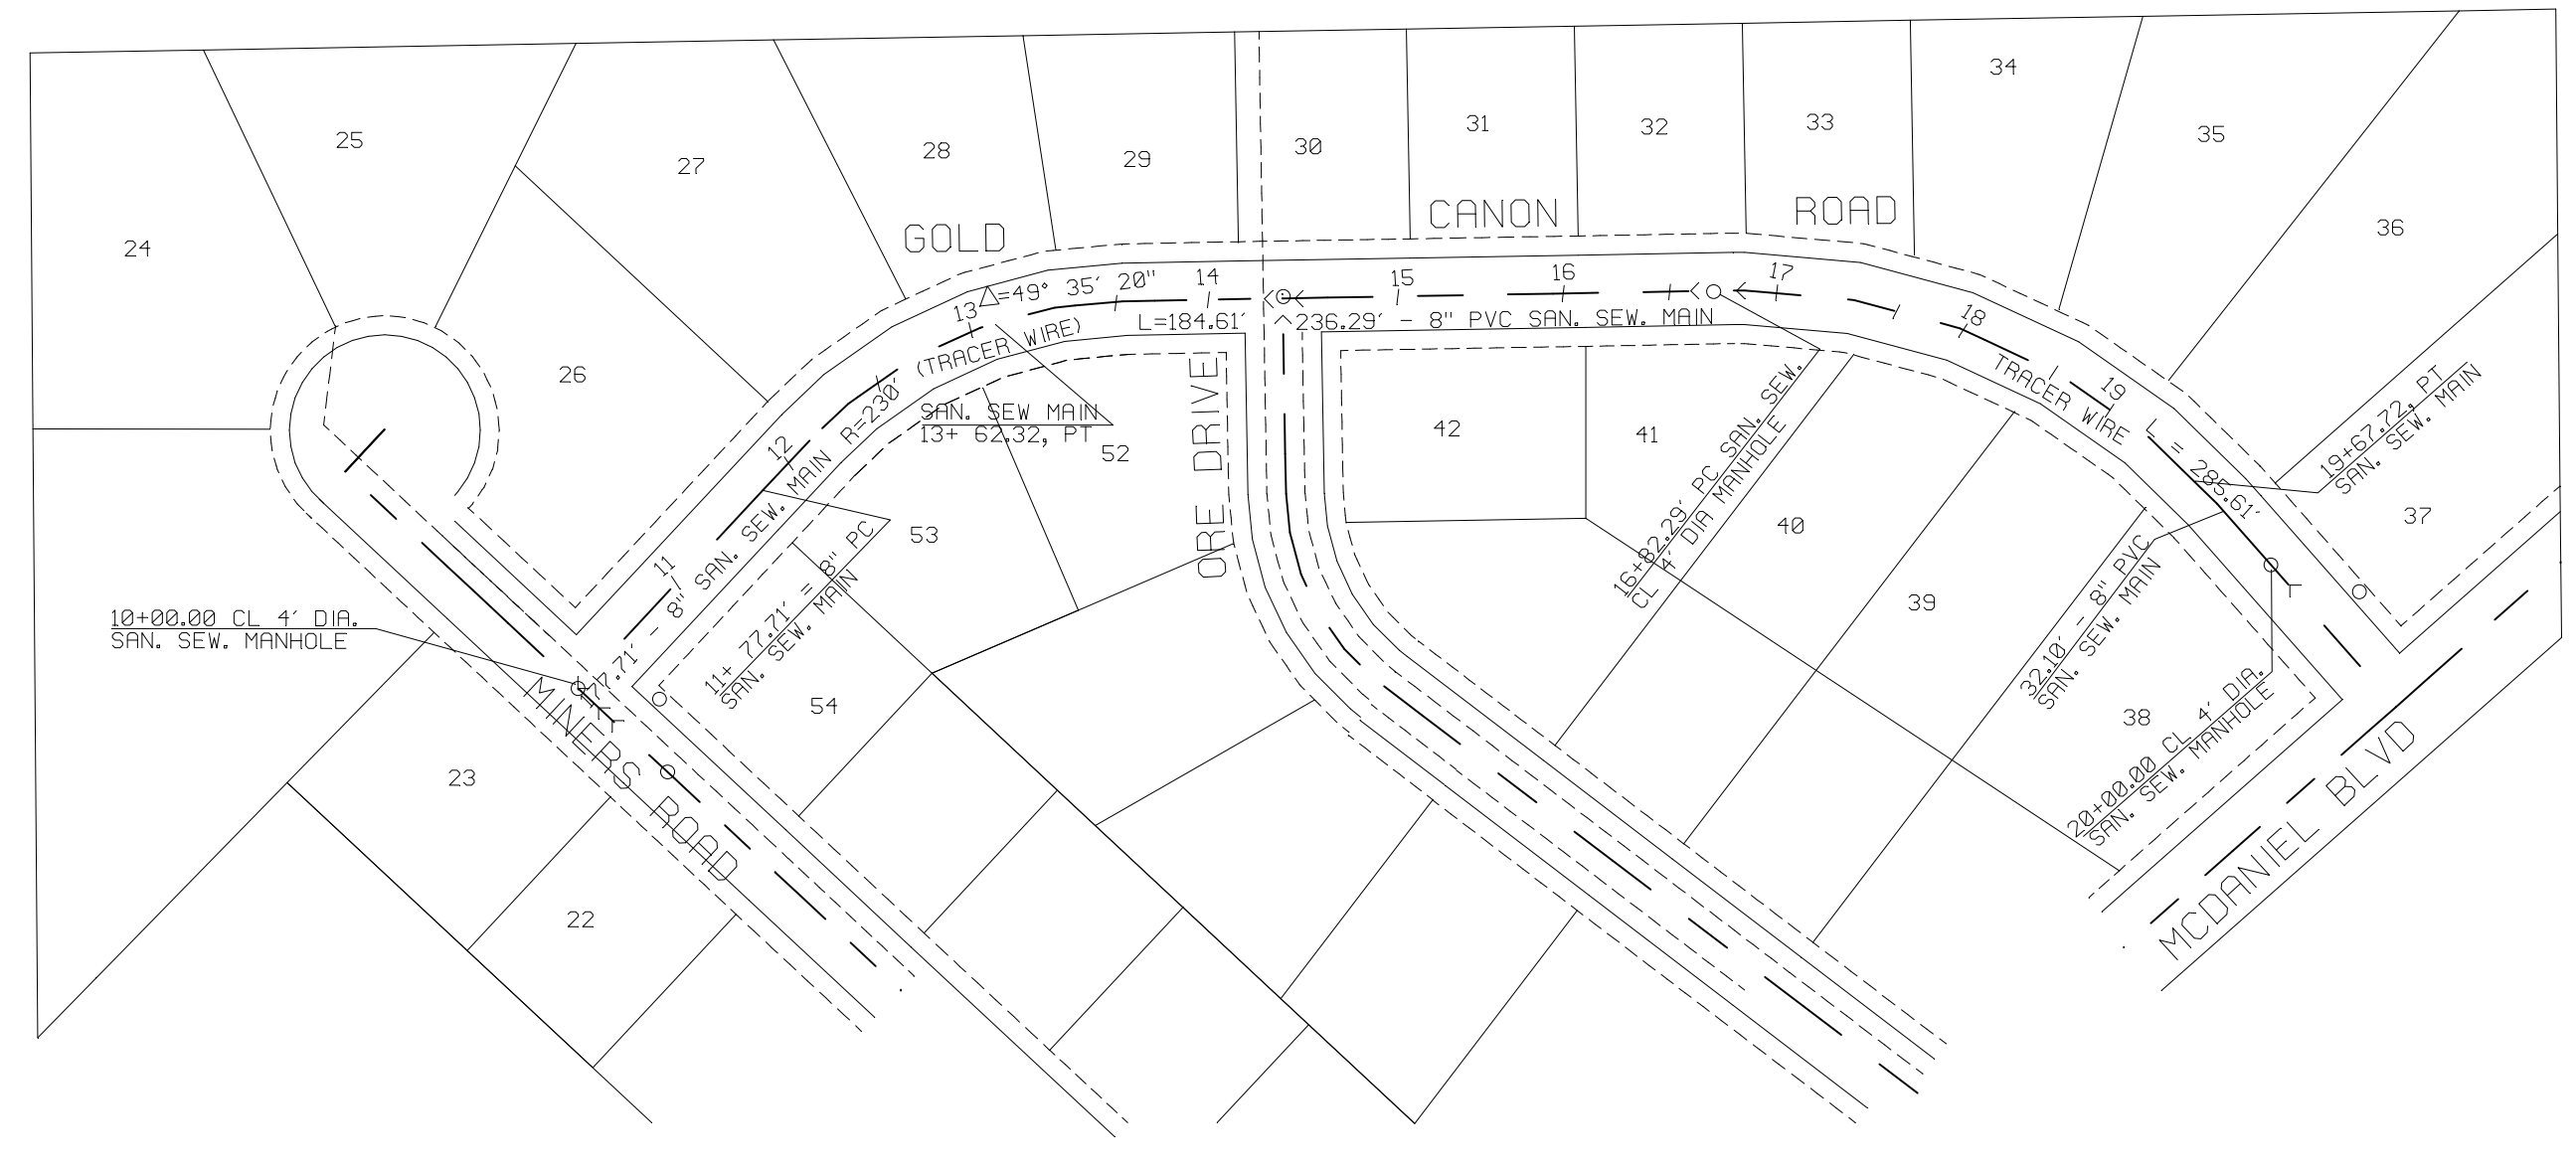 34
25
31
33
32
35
30
28
29
27
24
36
GOLD
CANON
ROAD
14
15
16
17
13
Δ=49° 35′ 20"
18
L=184.61′
236.29′ - 8" PVC SAN. SEW. MAIN
(TRACER WIRE)
TRACER WIRE
19
26
R=230′
SAN. SEW MAIN
13+ 62.32, PT
52
42
41
ORE DRIVE
16+82.29′ PC SAN. SEW.
CL 4′ DIA MANHOLE
L = 285.61′
19+67.72, PT
SAN. SEW. MAIN
12
37
40
53
11
177.71′ - 8" SAN. SEW. MAIN
11+ 77.71′ = 8" PC
SAN. SEW. MAIN
10+00.00 CL 4′ DIA.
SAN. SEW. MANHOLE
39
32.10′ - 8" PVC
SAN. SEW. MAIN
54
38
20+00.00 CL 4′ DIA.
SAN. SEW. MANHOLE
MINERS ROAD
23
22
MCDANIEL BLVD